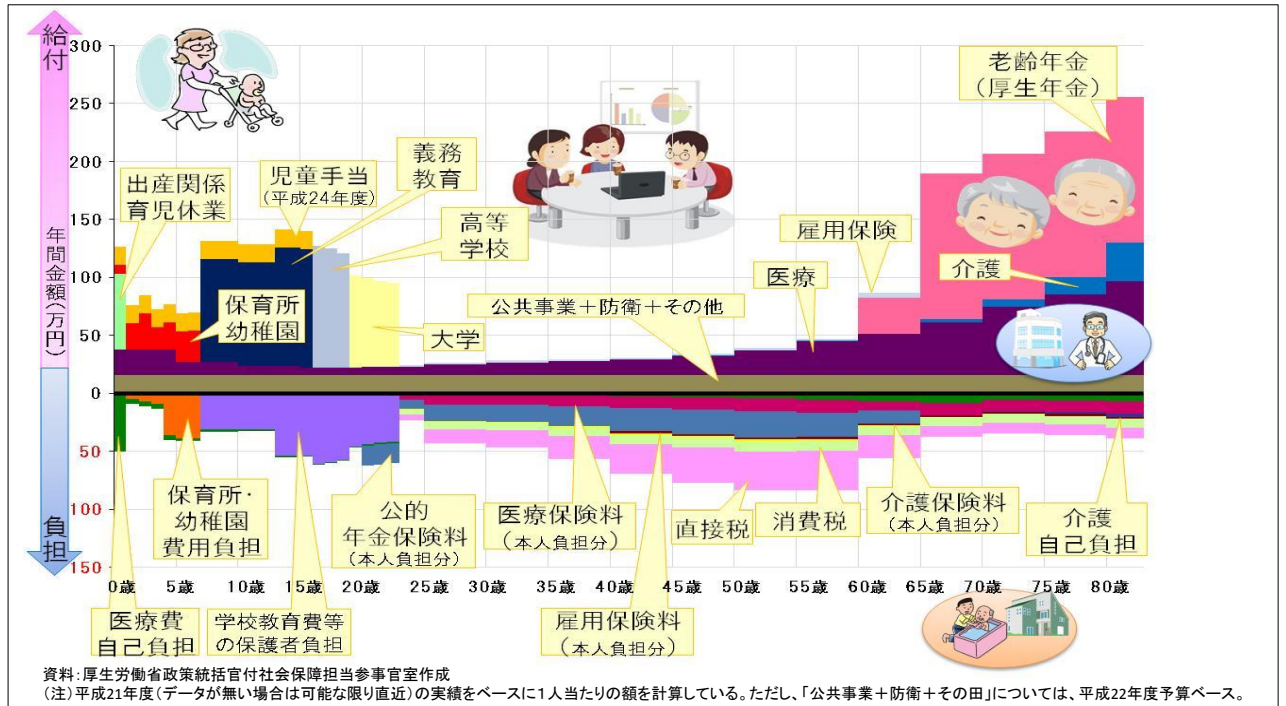 給付
300
250
200
150
100
50
0
50
100
150
年間金額(万円)
負担
出産関係
育児休業
児童手当
(平成24年度)
義務
教育
高等
学校
保育所
幼稚園
大学
公共事業+防衛+その他
医療
雇用保険
介護
老齢年金
(厚生年金)
0歳
5歳
10歳
15歳
20歳
25歳
30歳
35歳
40歳
45歳
50歳
55歳
60歳
65歳
70歳
75歳
80歳
医療費
自己負担
保育所・
幼稚園
費用負担
学校教育費等
の保護者負担
公的
年金保険料
(本人負担分)
医療保険料
(本人負担分)
雇用保険料
(本人負担分)
直接税
消費税
介護保険料
(本人負担分)
介護
自己負担
資料:厚生労働省政策統括官付社会保障担当参事官室作成
(注)平成21年度(データが無い場合は可能な限り直近)の実績をベースに1人当たりの額を計算している。ただし、「公共事業+防衛+その田」については、平成22年度予算ベース。